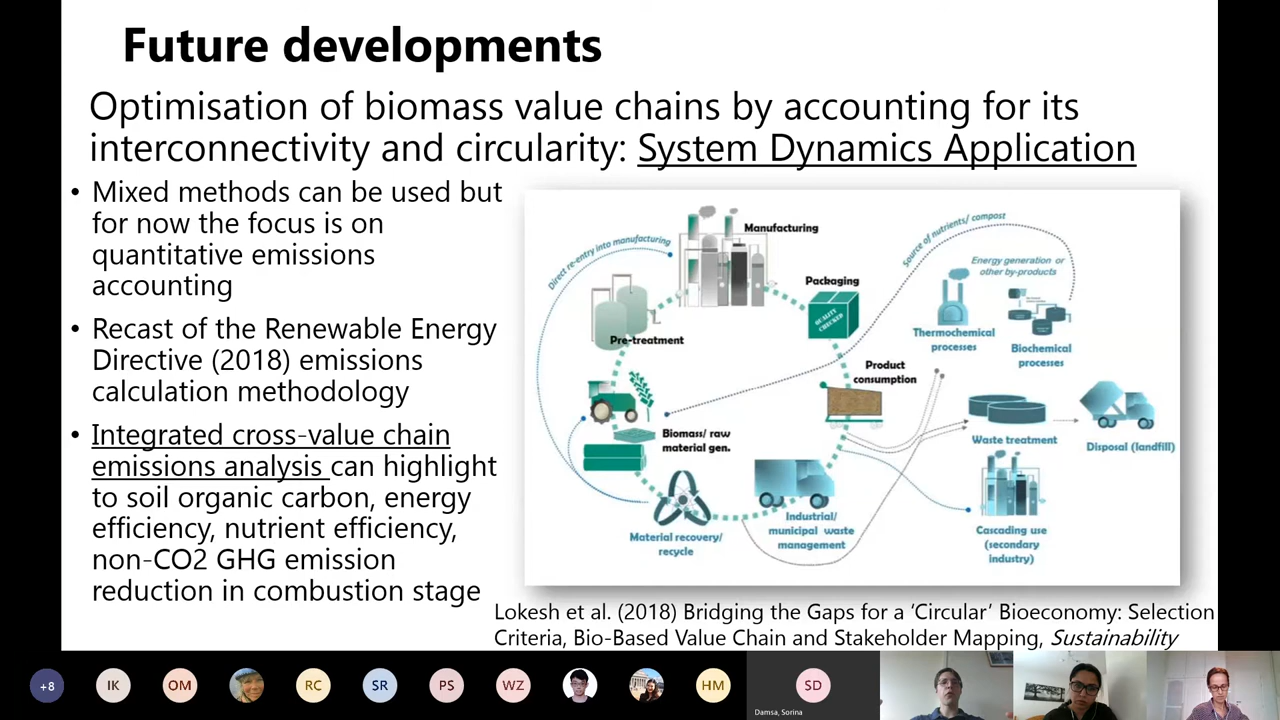 Future developments
Optimisation of biomass value chains by accounting for its
interconnectivity and circularity: System Dynamics Application
• Mixed methods can be used but
for now the focus is on
quantitative emissions
accounting
• Recast of the Renewable Energy
Directive (2018) emissions
calculation methodology
• Integrated cross-value chain
emissions analysis can highlight
to soil organic carbon, energy
efficiency, nutrient efficiency,
non-CO2 GHG emission
reduction in combustion stage
Direct re-entry into manufacturing
Manufacturing
Source of nutrients/ compost
Energy generation or
other by-products
Packaging
QUALITY
CHECKED
Pre-treatment
Thermochemical
processes
Biochemical
processes
Product
consumption
Biomass/ raw
material gen.
Waste treatment
Disposal (landfill)
Material recovery/
recycle
Industrial/
municipal waste
management
Cascading use
(secondary
industry)
Lokesh et al. (2018) Bridging the Gaps for a ‘Circular’ Bioeconomy: Selection
Criteria, Bio-Based Value Chain and Stakeholder Mapping, Sustainability
+8
IK
OM
RC
SR
PS
WZ
HM
SD
Damsa, Sorina